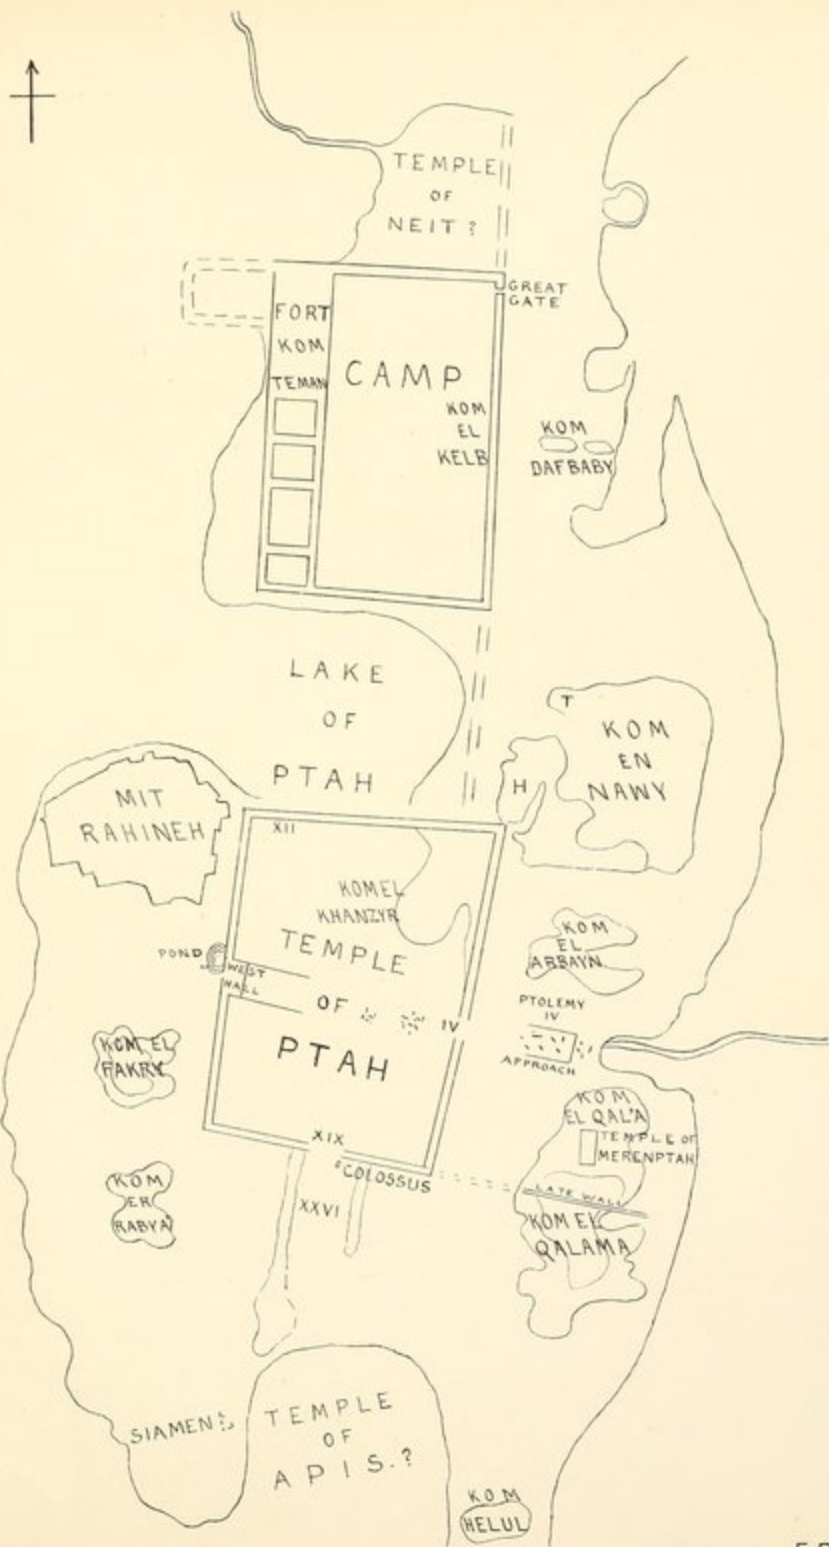 TEMPLE
OF
NEIT?
GREAT
GATE
FORT
KOM
TEMAN
CAMP
KOM
EL
KELB
KOM
DAFBABY
LAKE
OF
PTAH
T
KOM
EN
NAWY
H
MIT
RAHINEH
XII
KOM EL
KHANZYR
TEMPLE
OF
PTAH
POND
WEST
WALL
IV
KOM
EL
ARBAYN
PTOLEMY
IV
APPROACH
KOM EL
FAKRY
KOM
EL QAL'A
TEMPLE OF
MERENPTAH
XIX
COLOSSUS
XXVI
LATE WALL
KOM
ER
RABYA
KOM EL
QALAMA
SIAMEN
TEMPLE
OF
APIS.?
KOM
HELUL